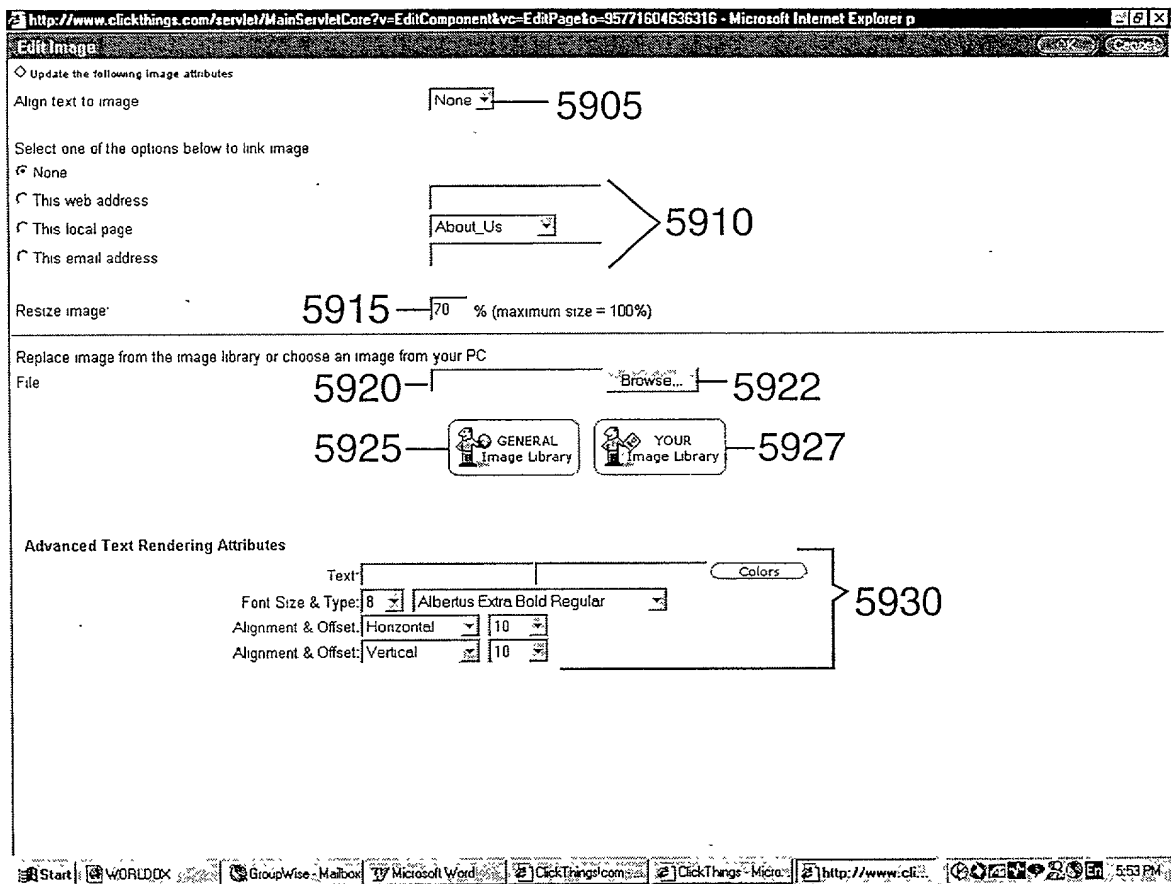 http://www.clickthings.com/servlet/MainServletCore?v=EditComponent&vc=EditPage&o=95771604636316 - Microsoft Internet Explorer p
Edit Image OK Cancel
Update the following image attributes
Align text to image None 5905
Select one of the options below to link image
None
This web address
This local page About_Us 5910
This email address
Resize image: 5915 70 % (maximum size = 100%)
Replace image from the image library or choose an image from your PC
File 5920 Browse... 5922
5925 GENERAL Image Library YOUR Image Library 5927
Advanced Text Rendering Attributes
Text: Colors
Font Size & Type: 8 Albertus Extra Bold Regular 5930
Alignment & Offset: Horizontal 10
Alignment & Offset: Vertical 10
Start WORLDOX GroupWise - Mailbox Microsoft Word ClickThings - Micro http://www.cli... En 5:53 PM